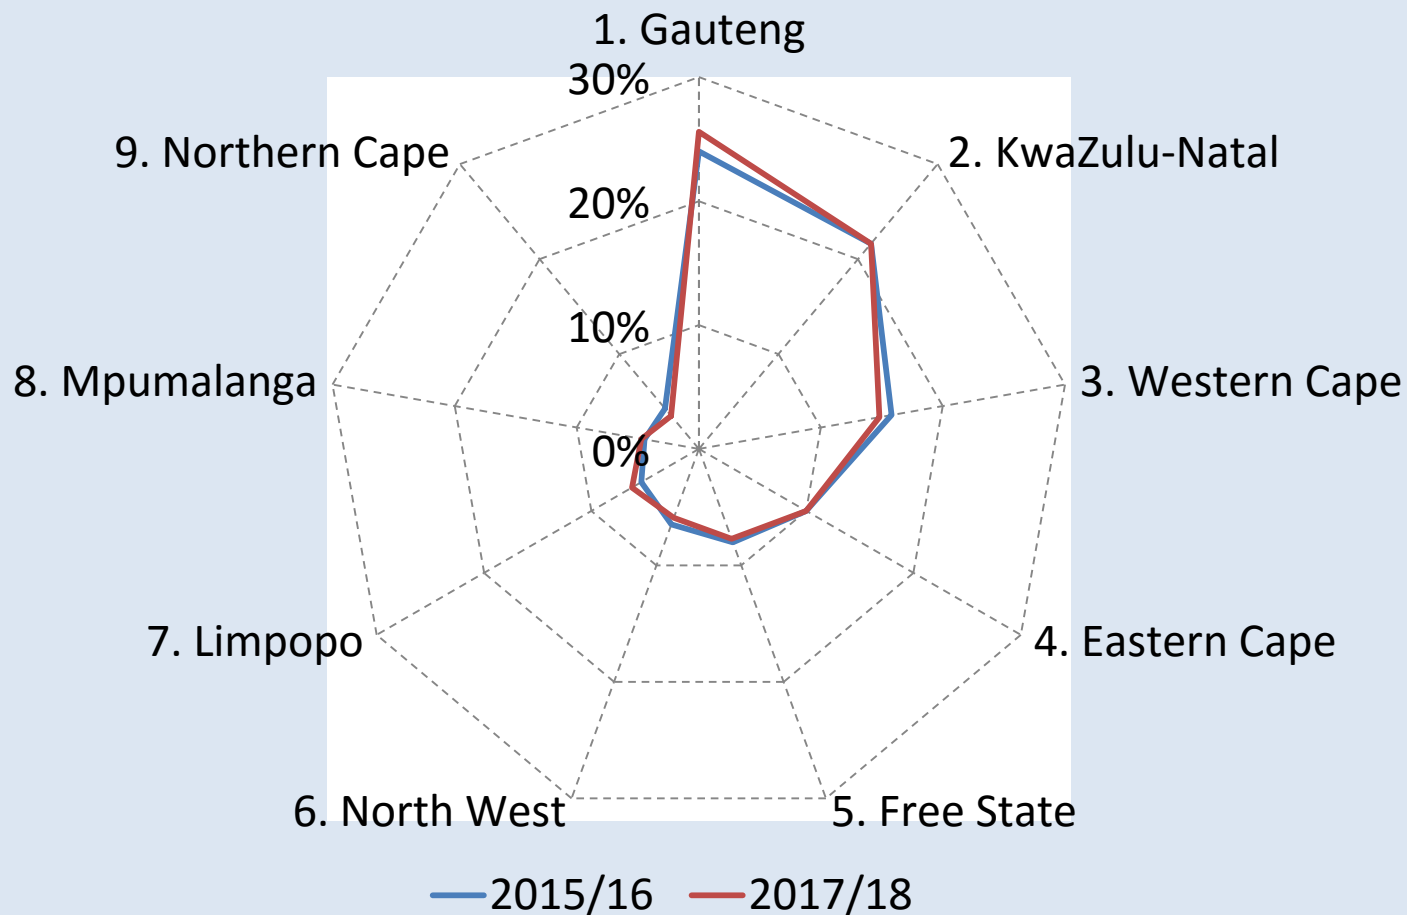 1. Gauteng
30%
9. Northern Cape
2. KwaZulu-Natal
20%
10%
8. Mpumalanga
3. Western Cape
0%
7. Limpopo
4. Eastern Cape
6. North West
5. Free State
2015/16
2017/18